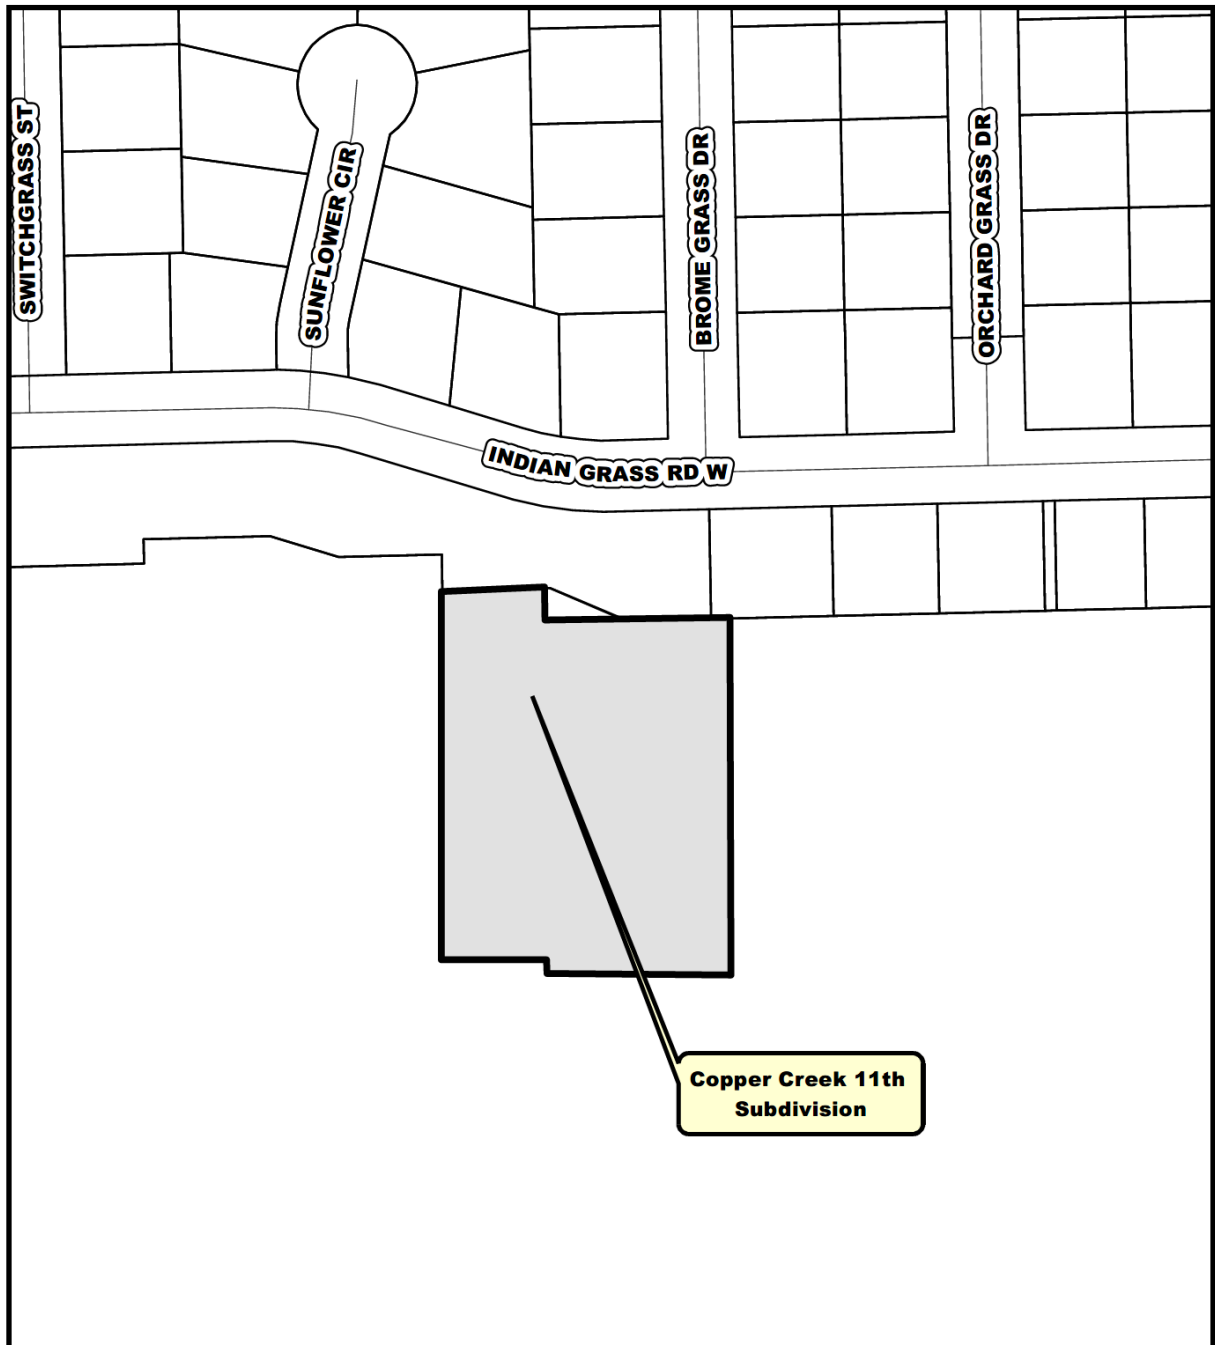 SWITCHGRASS ST
SUNFLOWER CIR
BROME GRASS DR
ORCHARD GRASS DR
INDIAN GRASS RD W
Copper Creek 11th
Subdivision